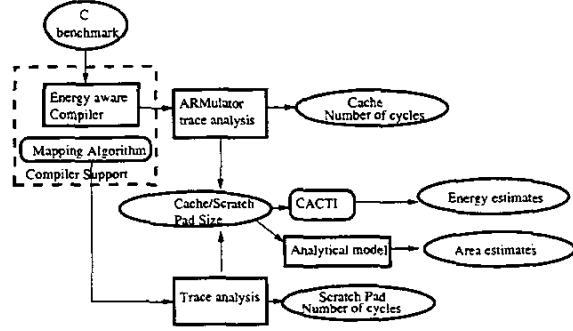 C
benchmark
Energy aware
Compiler
ARMulator
trace analysis
Cache
Number of cycles
Mapping Algorithm
Compiler Support
Cache/Scratch
Pad Size
CACTI
Energy estimates
Analytical model
Area estimates
Trace analysis
Scratch Pad
Number of cycles